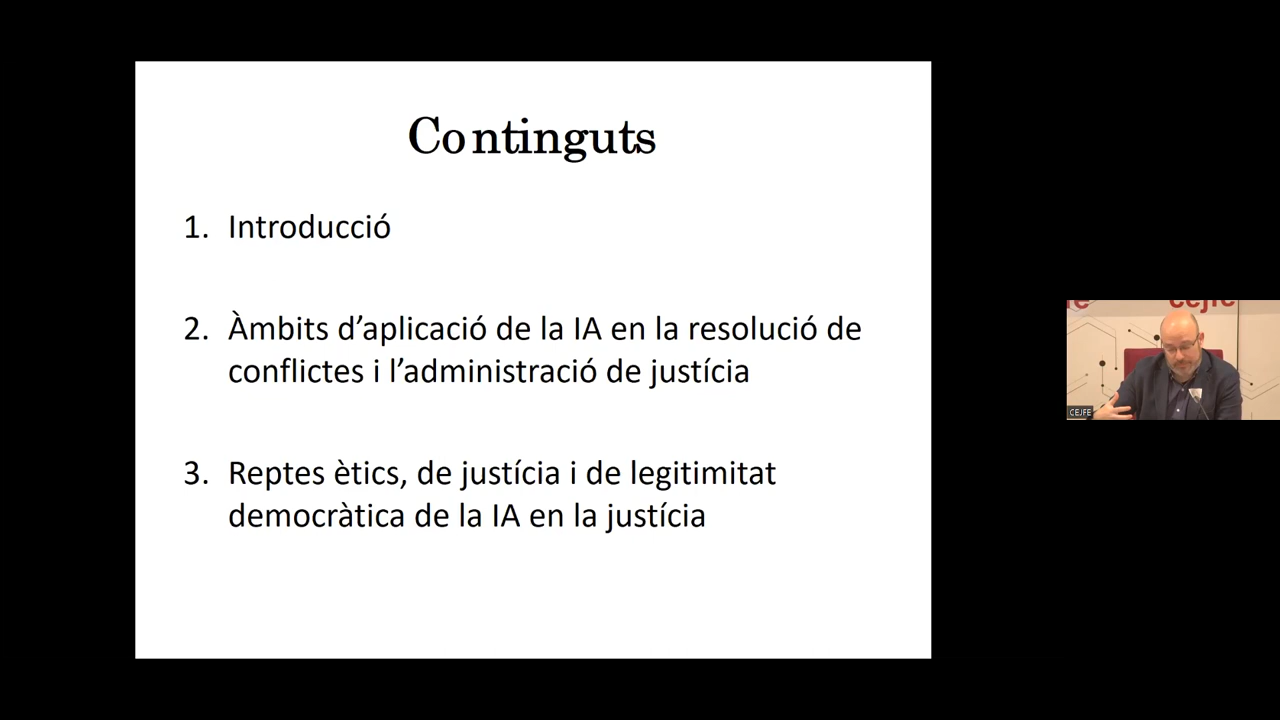 Continguts
1. Introducció
2. Àmbits d’aplicació de la IA en la resolució de
conflictes i l’administració de justícia
3. Reptes ètics, de justícia i de legitimitat
democràtica de la IA en la justícia
cejfe
CEJFE